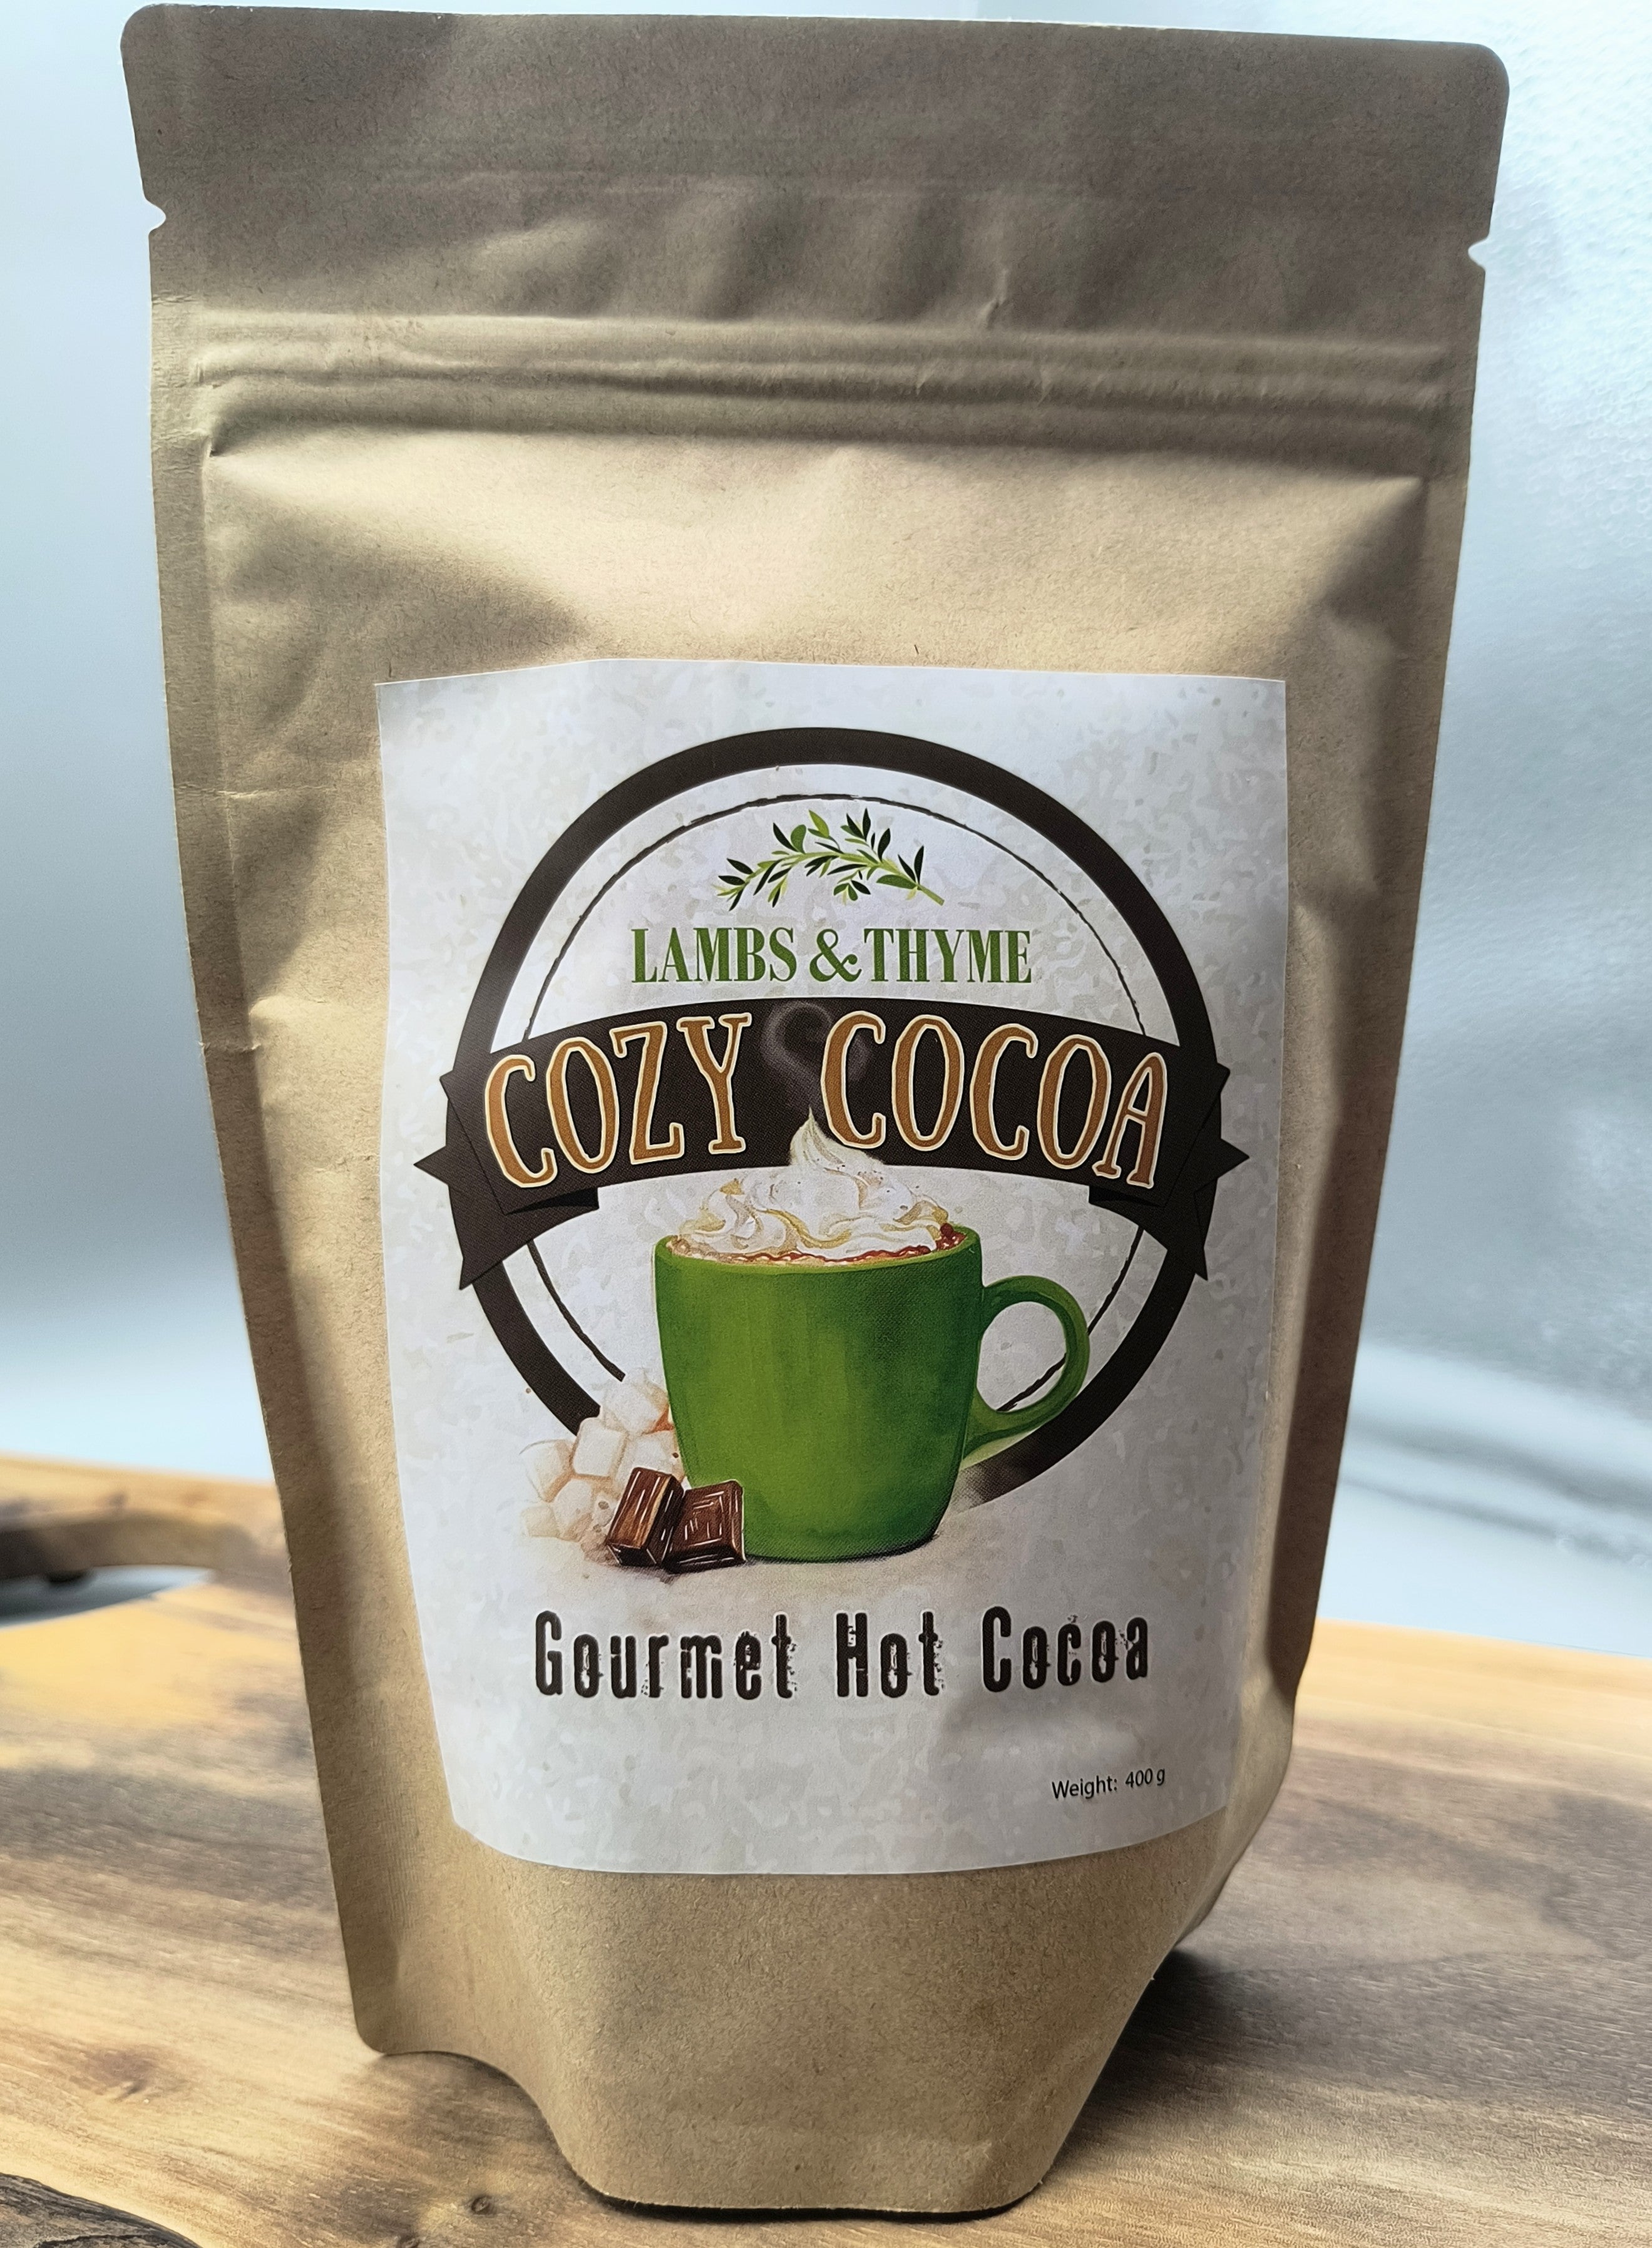 LAMBS & THYME
COZY COCOA
Gourmet Hot Cocoa
Weight: 400 g